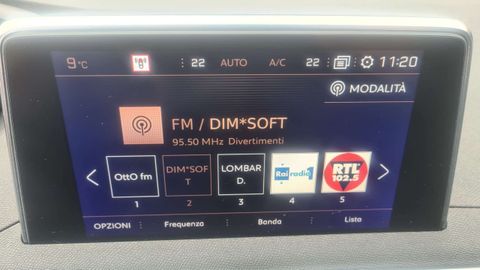 9°C 22 AUTO A/C 22 11:20
MODALITÀ
FM / DIM*SOFT
95.50 MHz Divertimenti
OttO fm
DIM*SOF
T
LOMBAR
D.
Rai radio 1
RTL
102.5
1 2 3 4 5
OPZIONI Frequenza Banda Lista